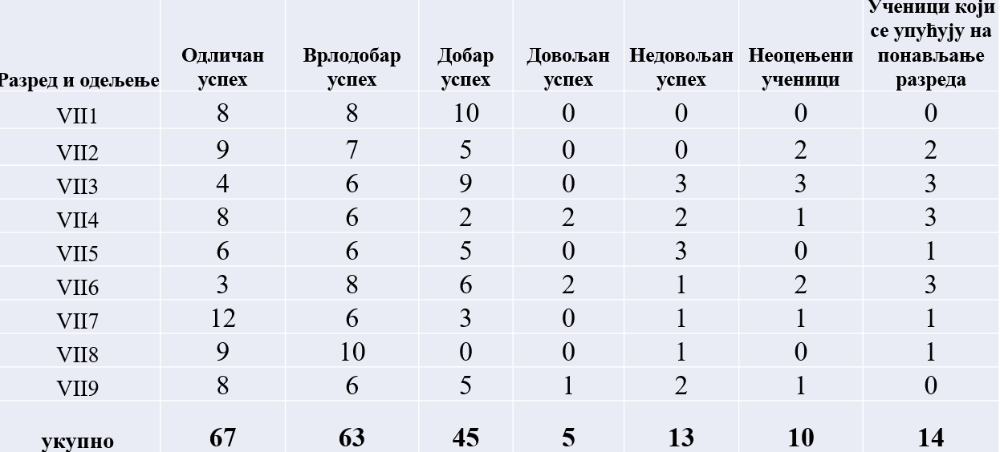 Разред и одељење Одличан успех Врлодобар успех Добар успех Довољан успех Недовољан успех Неоцењени ученици Ученици који се упућују на понављање разреда
VII1 8 8 10 0 0 0 0
VII2 9 7 5 0 0 2 2
VII3 4 6 9 0 3 3 3
VII4 8 6 2 2 2 1 3
VII5 6 6 5 0 3 0 1
VII6 3 8 6 2 1 2 3
VII7 12 6 3 0 1 1 1
VII8 9 10 0 0 1 0 1
VII9 8 6 5 1 2 1 0
укупно 67 63 45 5 13 10 14